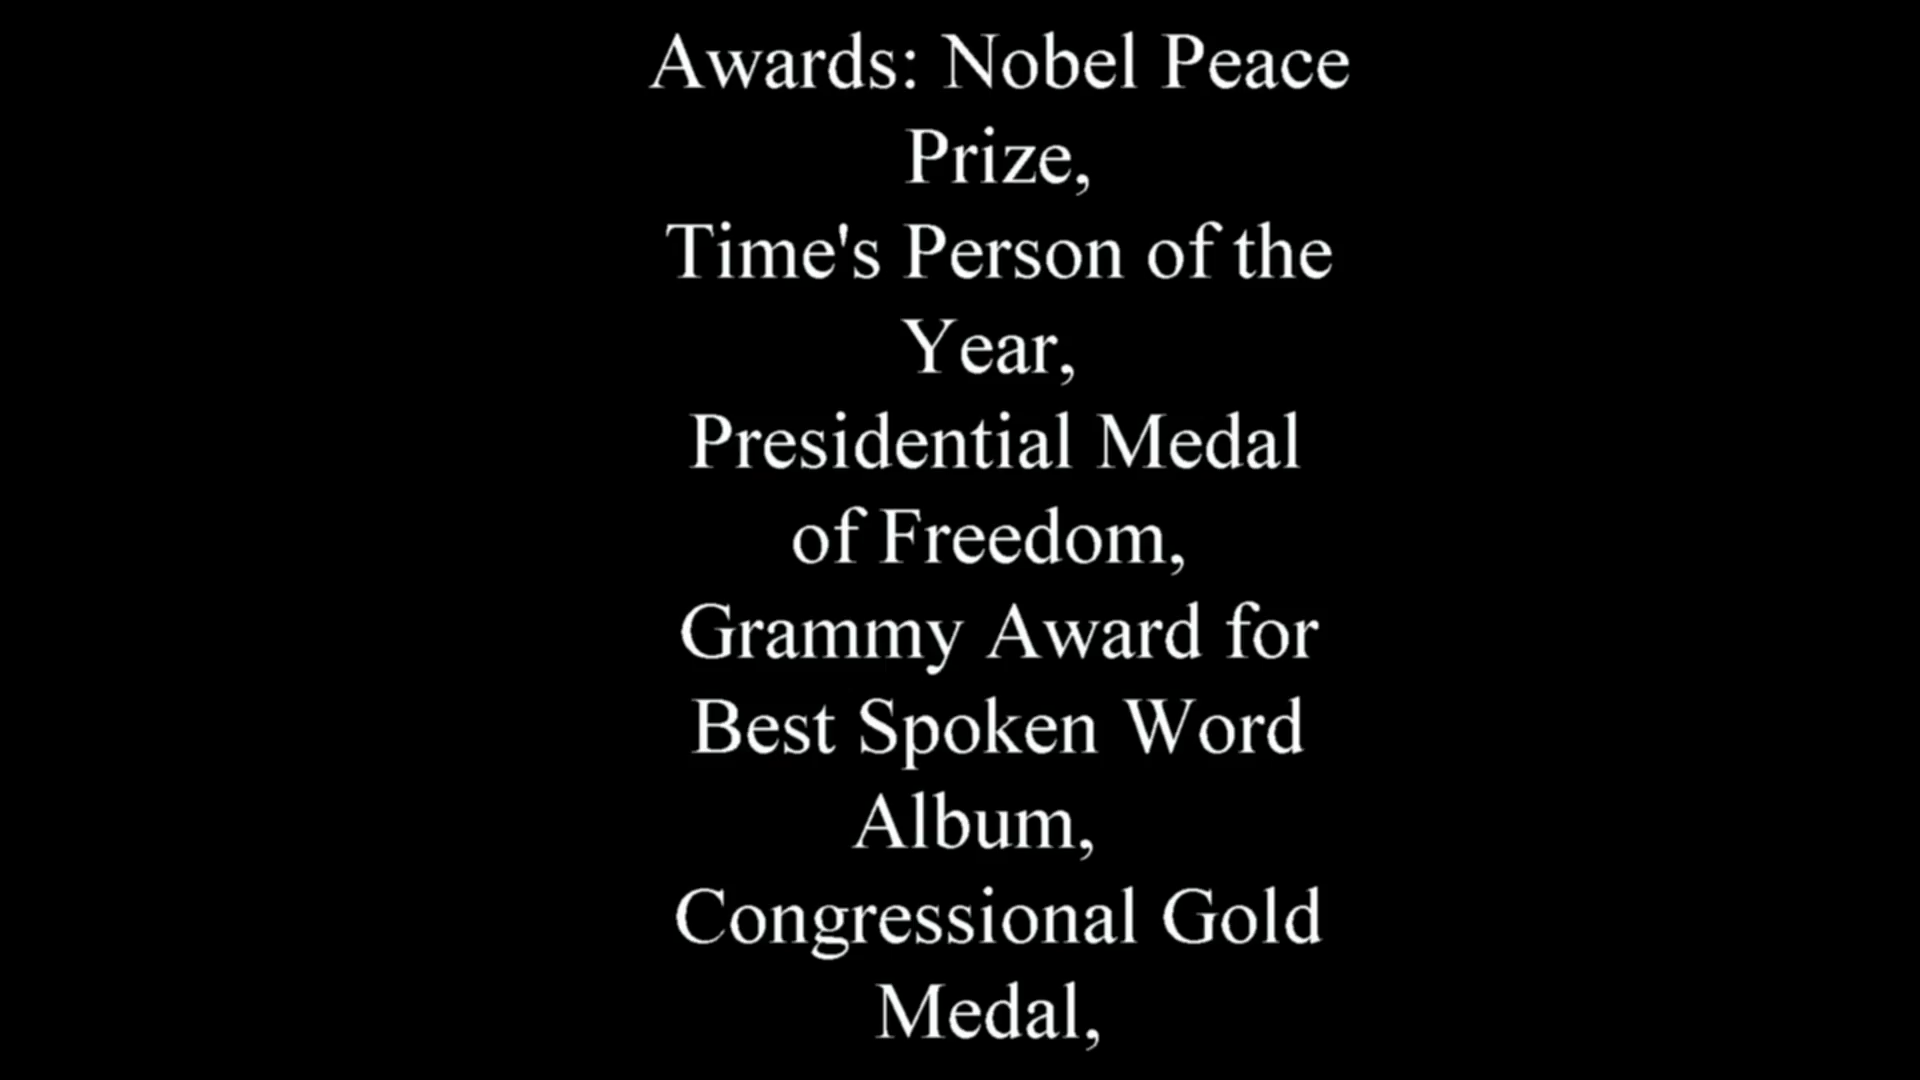 Awards: Nobel Peace
Prize,
Time's Person of the
Year,
Presidential Medal
of Freedom,
Grammy Award for
Best Spoken Word
Album,
Congressional Gold
Medal,